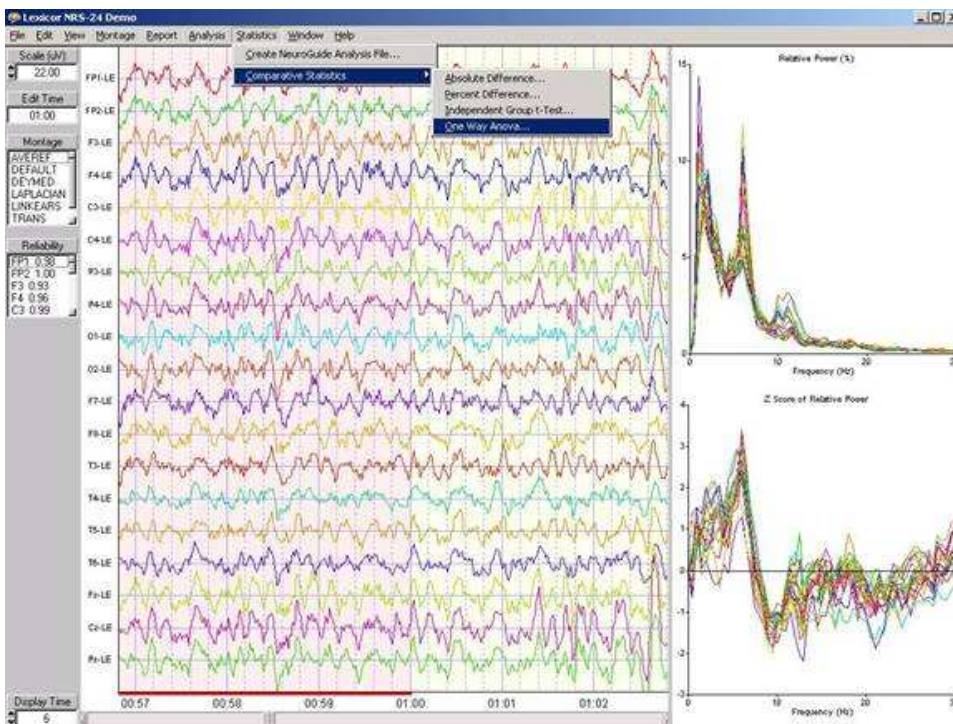 Lexicor NRS-24 Demo
File Edit View Montage Report Analysis Statistics Window Help
Create NeuroGuide Analysis File...
Comparative Statistics
Absolute Difference...
Percent Difference...
Independent Group t-Test...
One Way Anova...
Scale (uV)
22.00
Edit Time
01:00
Montage
AVEREF
DEFAULT
DEYMED
LAPLACIAN
LINKEARS
TRANS
Reliability
FP1 0.98
FP2 1.00
F3 0.93
F4 0.96
C3 0.99
Display Time
6
FP1-LE
FP2-LE
F3-LE
F4-LE
C3-LE
C4-LE
P3-LE
P4-LE
O1-LE
O2-LE
F7-LE
F8-LE
T3-LE
T4-LE
T5-LE
T6-LE
Fz-LE
Cz-LE
Pz-LE
00:57 00:58 00:59 01:00 01:01 01:02
Relative Power (%)
15
10
5
0
10 20
Frequency (Hz)
Z Score of Relative Power
4
3
2
1
0
-1
-2
-3
10 20
Frequency (Hz)